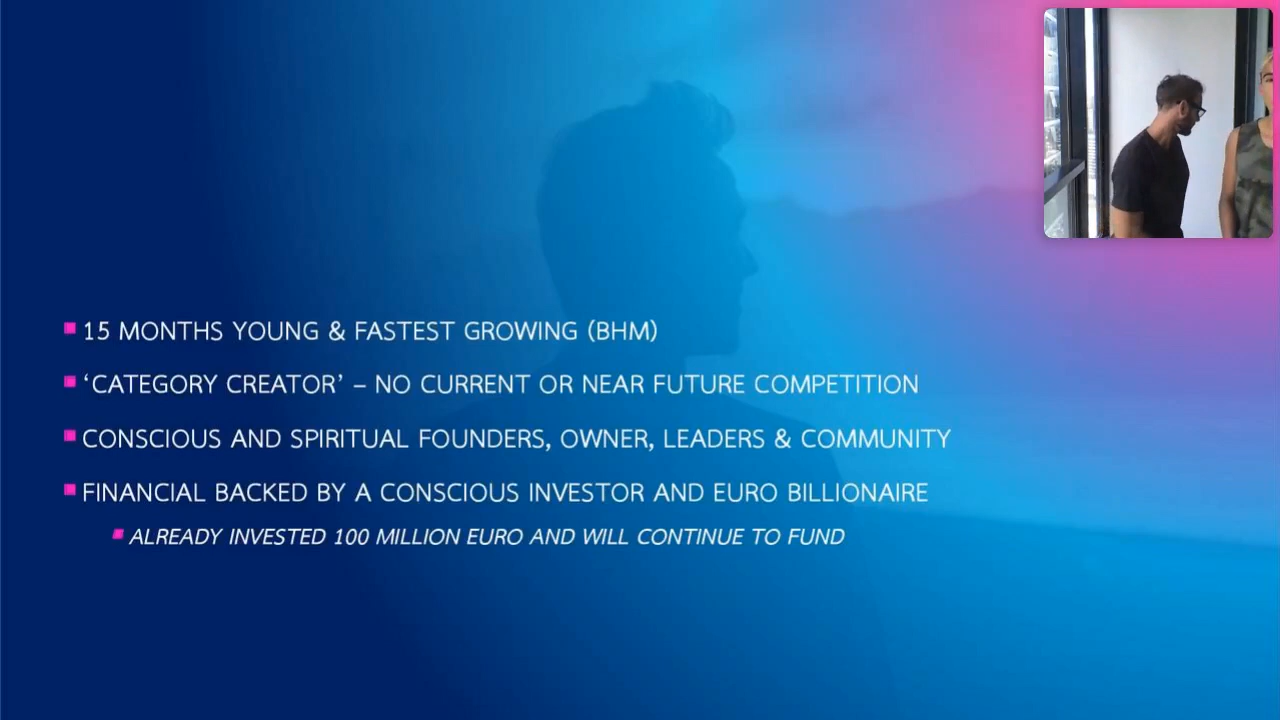 15 MONTHS YOUNG & FASTEST GROWING (BHM)
‘CATEGORY CREATOR’ – NO CURRENT OR NEAR FUTURE COMPETITION
CONSCIOUS AND SPIRITUAL FOUNDERS, OWNER, LEADERS & COMMUNITY
FINANCIAL BACKED BY A CONSCIOUS INVESTOR AND EURO BILLIONAIRE
ALREADY INVESTED 100 MILLION EURO AND WILL CONTINUE TO FUND